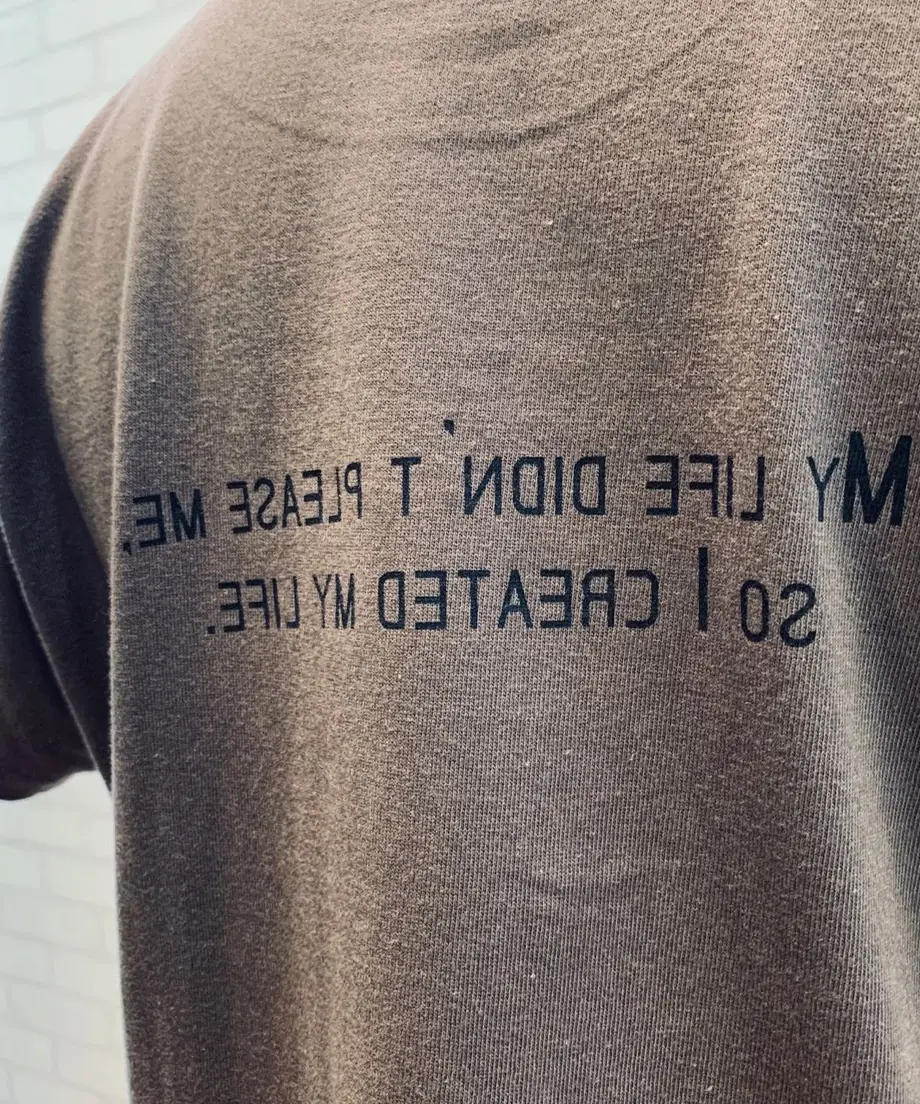 MY LIFE DIDN'T PLEASE ME,
SO I CREATED MY LIFE.